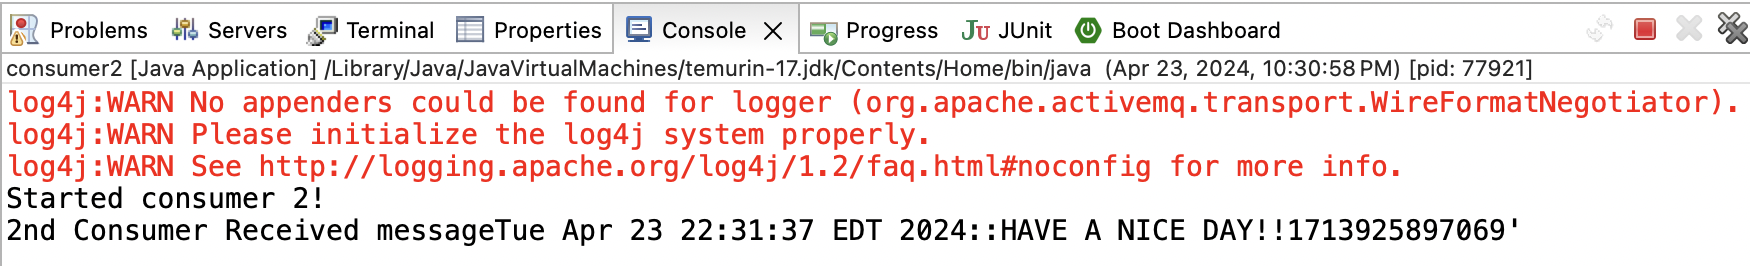 Problems Servers Terminal Properties Console Progress JUnit Boot Dashboard
consumer2 [Java Application] /Library/Java/JavaVirtualMachines/temurin-17.jdk/Contents/Home/bin/java (Apr 23, 2024, 10:30:58 PM) [pid: 77921]
log4j:WARN No appenders could be found for logger (org.apache.activemq.transport.WireFormatNegotiator).
log4j:WARN Please initialize the log4j system properly.
log4j:WARN See http://logging.apache.org/log4j/1.2/faq.html#noconfig for more info.
Started consumer 2!
2nd Consumer Received messageTue Apr 23 22:31:37 EDT 2024::HAVE A NICE DAY!!1713925897069'